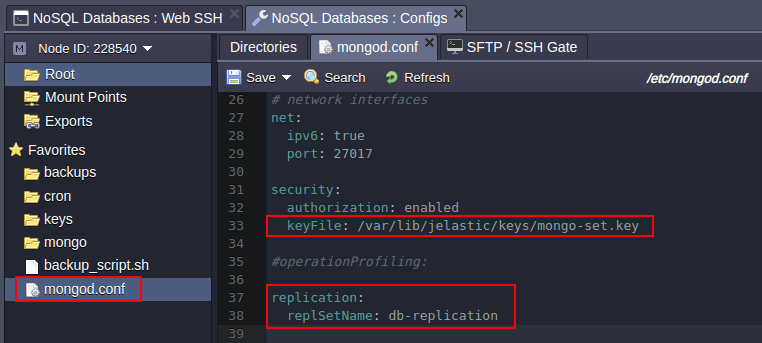 NoSQL Databases : Web SSH
NoSQL Databases : Configs
M Node ID: 228540
Root
Mount Points
Exports
Favorites
backups
cron
keys
mongo
backup_script.sh
mongod.conf
Directories
mongod.conf
SFTP / SSH Gate
Save
Search
Refresh
/etc/mongod.conf
26 # network interfaces
27 net:
28   ipv6: true
29   port: 27017
30
31 security:
32   authorization: enabled
33   keyFile: /var/lib/jelastic/keys/mongo-set.key
34
35 #operationProfiling:
36
37 replication:
38   replSetName: db-replication
39